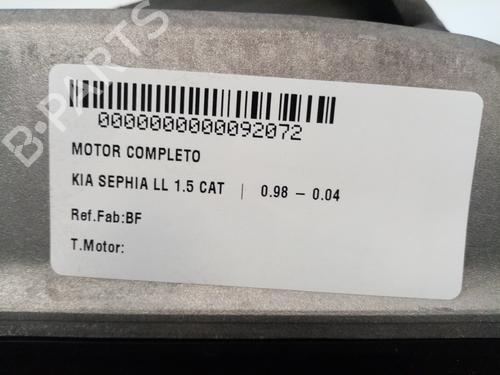 0000000000092072
MOTOR COMPLETO
KIA SEPHIA LL 1.5 CAT | 0.98 – 0.04
Ref.Fab:BF
T.Motor:
B-PARTS